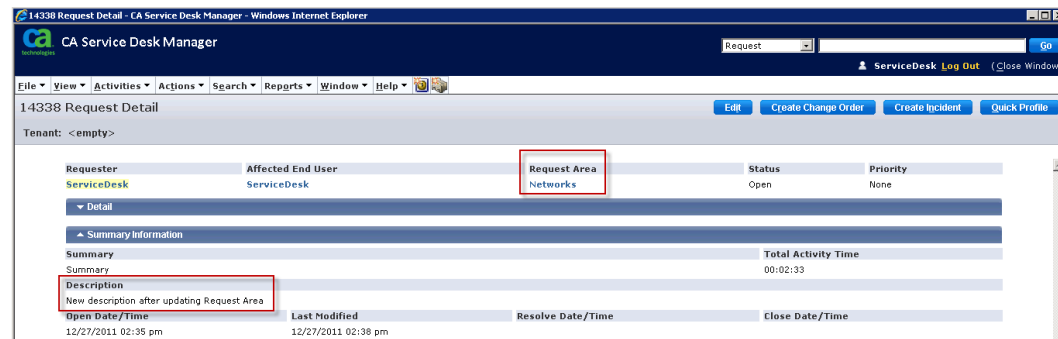 14338 Request Detail - CA Service Desk Manager - Windows Internet Explorer
ca technologies
CA Service Desk Manager
Request
Go
ServiceDesk Log Out (Close Window
File View Activities Actions Search Reports Window Help
14338 Request Detail
Edit Create Change Order Create Incident Quick Profile
Tenant: <empty>
Requester Affected End User Request Area Status Priority
ServiceDesk ServiceDesk Networks Open None
Detail
Summary Information
Summary Total Activity Time
Summary 00:02:33
Description
New description after updating Request Area
Open Date/Time Last Modified Resolve Date/Time Close Date/Time
12/27/2011 02:35 pm 12/27/2011 02:38 pm